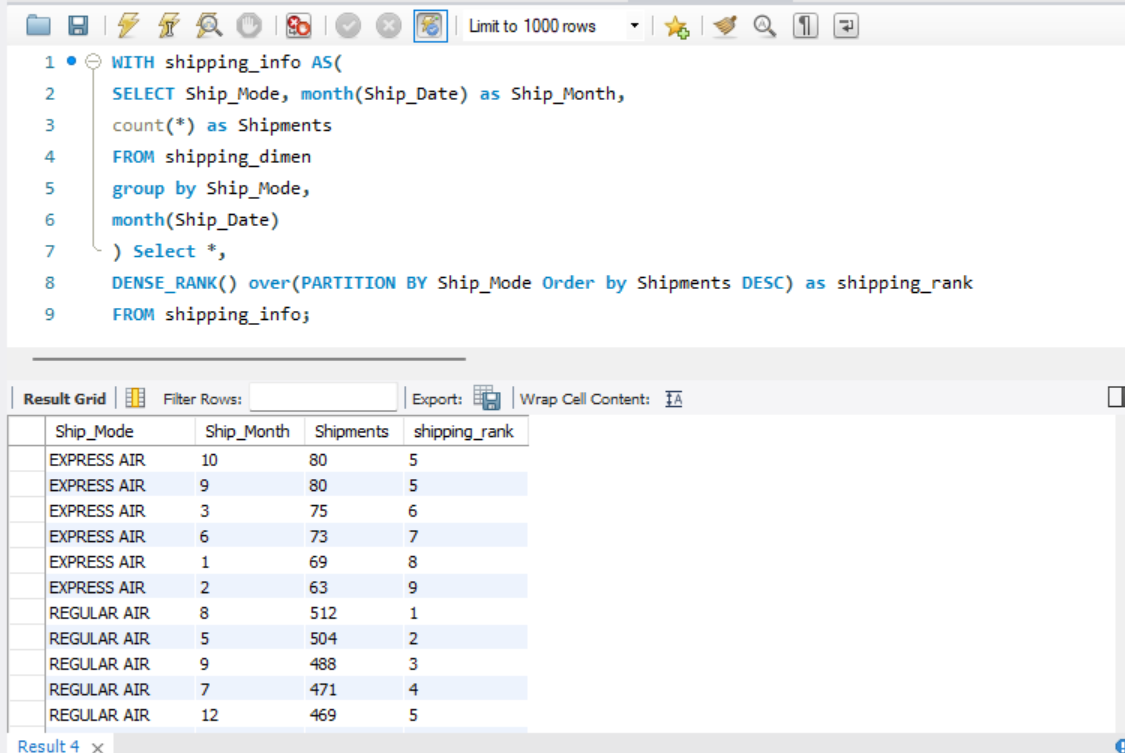 Limit to 1000 rows
1 WITH shipping_info AS(
2 SELECT Ship_Mode, month(Ship_Date) as Ship_Month,
3 count(*) as Shipments
4 FROM shipping_dimen
5 group by Ship_Mode,
6 month(Ship_Date)
7 ) Select *,
8 DENSE_RANK() over(PARTITION BY Ship_Mode Order by Shipments DESC) as shipping_rank
9 FROM shipping_info;
Result Grid Filter Rows: Export: Wrap Cell Content: IA
Ship_Mode Ship_Month Shipments shipping_rank
EXPRESS AIR 10 80 5
EXPRESS AIR 9 80 5
EXPRESS AIR 3 75 6
EXPRESS AIR 6 73 7
EXPRESS AIR 1 69 8
EXPRESS AIR 2 63 9
REGULAR AIR 8 512 1
REGULAR AIR 5 504 2
REGULAR AIR 9 488 3
REGULAR AIR 7 471 4
REGULAR AIR 12 469 5
Result 4 ×